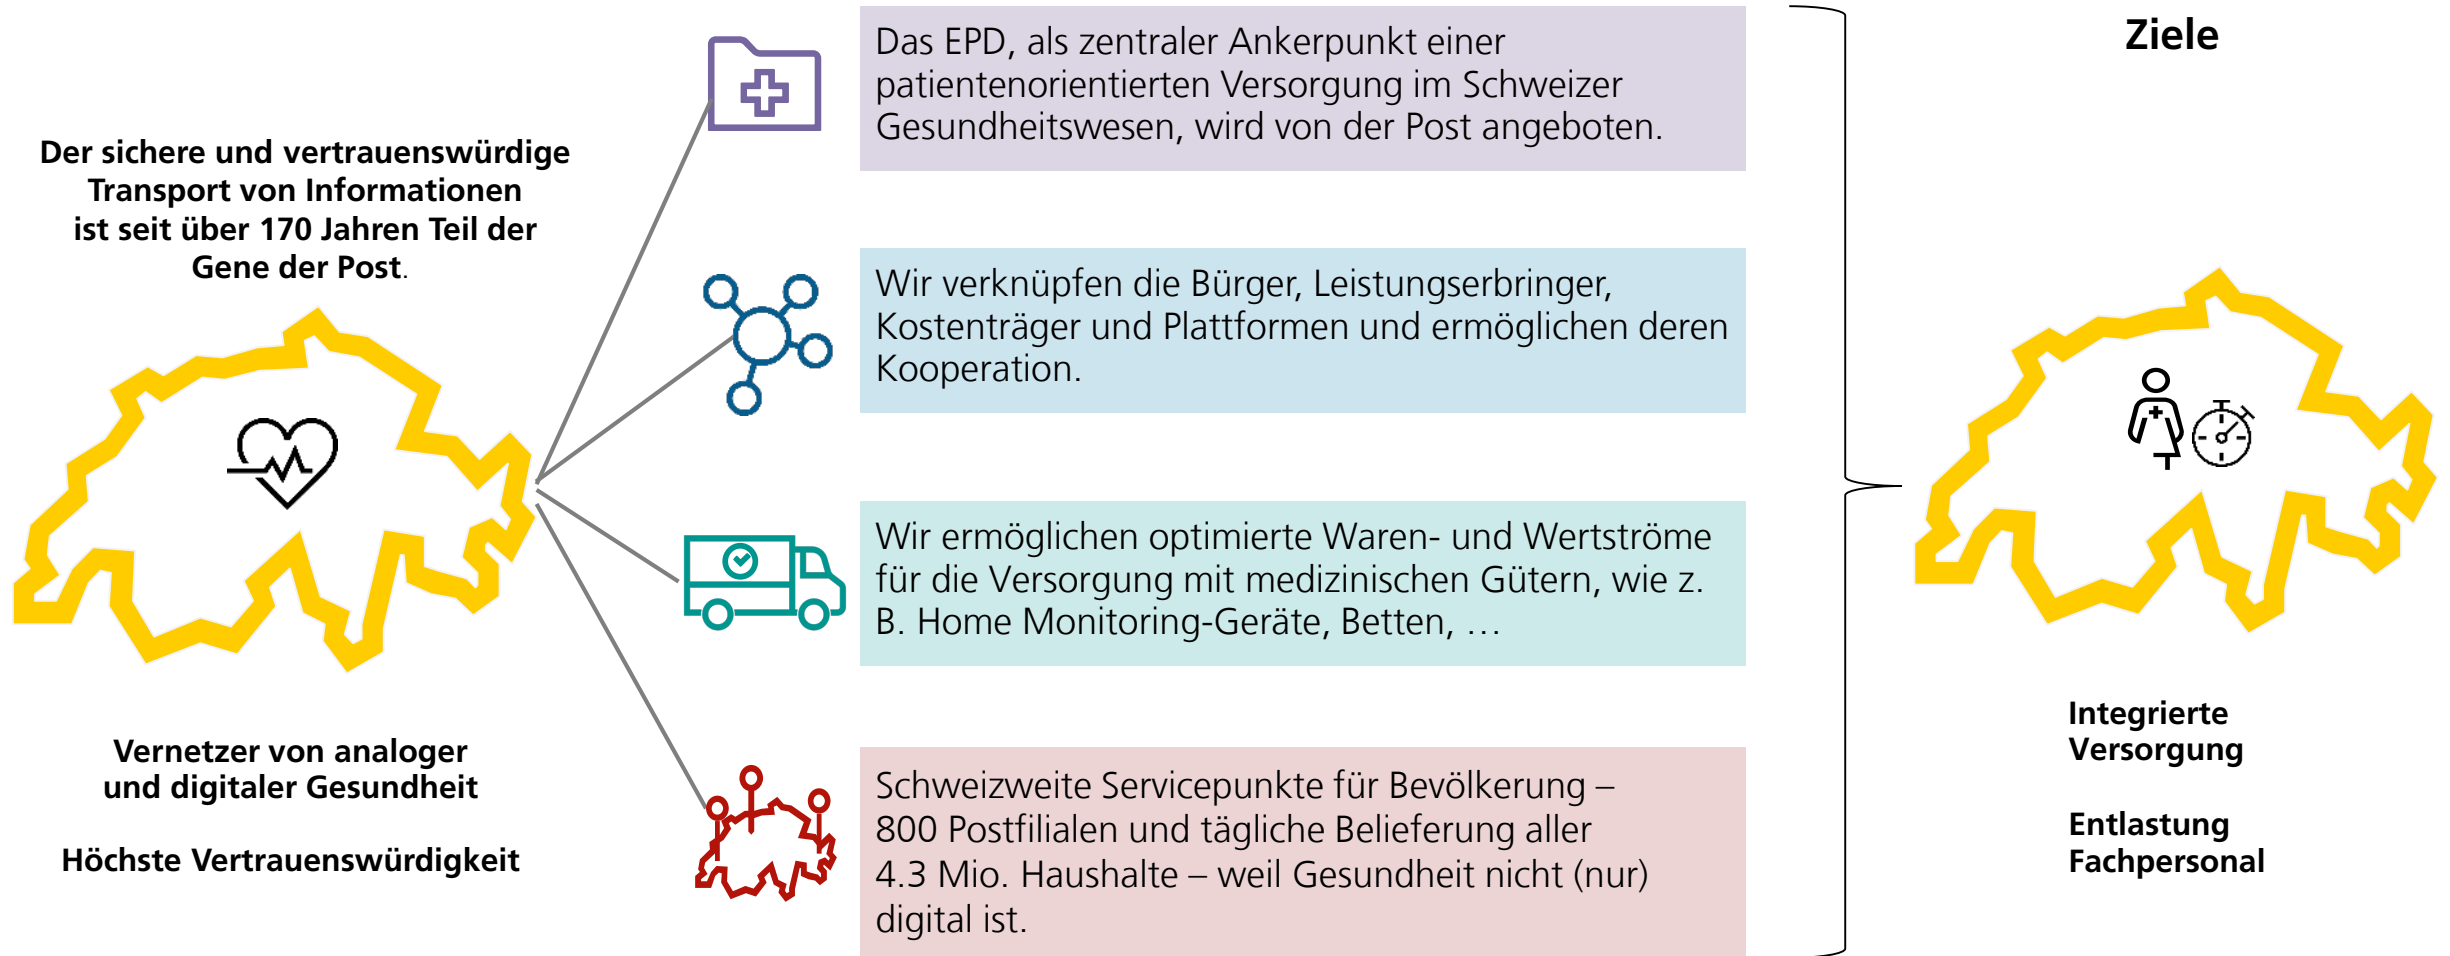 Der sichere und vertrauenswürdige
Transport von Informationen
ist seit über 170 Jahren Teil der
Gene der Post.
Vernetzer von analoger
und digitaler Gesundheit
Höchste Vertrauenswürdigkeit
Das EPD, als zentraler Ankerpunkt einer
patientenorientierten Versorgung im Schweizer
Gesundheitswesen, wird von der Post angeboten.
Wir verknüpfen die Bürger, Leistungserbringer,
Kostenträger und Plattformen und ermöglichen deren
Kooperation.
Wir ermöglichen optimierte Waren- und Wertströme
für die Versorgung mit medizinischen Gütern, wie z.
B. Home Monitoring-Geräte, Betten, …
Schweizweite Servicepunkte für Bevölkerung –
800 Postfilialen und tägliche Belieferung aller
4.3 Mio. Haushalte – weil Gesundheit nicht (nur)
digital ist.
Ziele
Integrierte
Versorgung
Entlastung
Fachpersonal